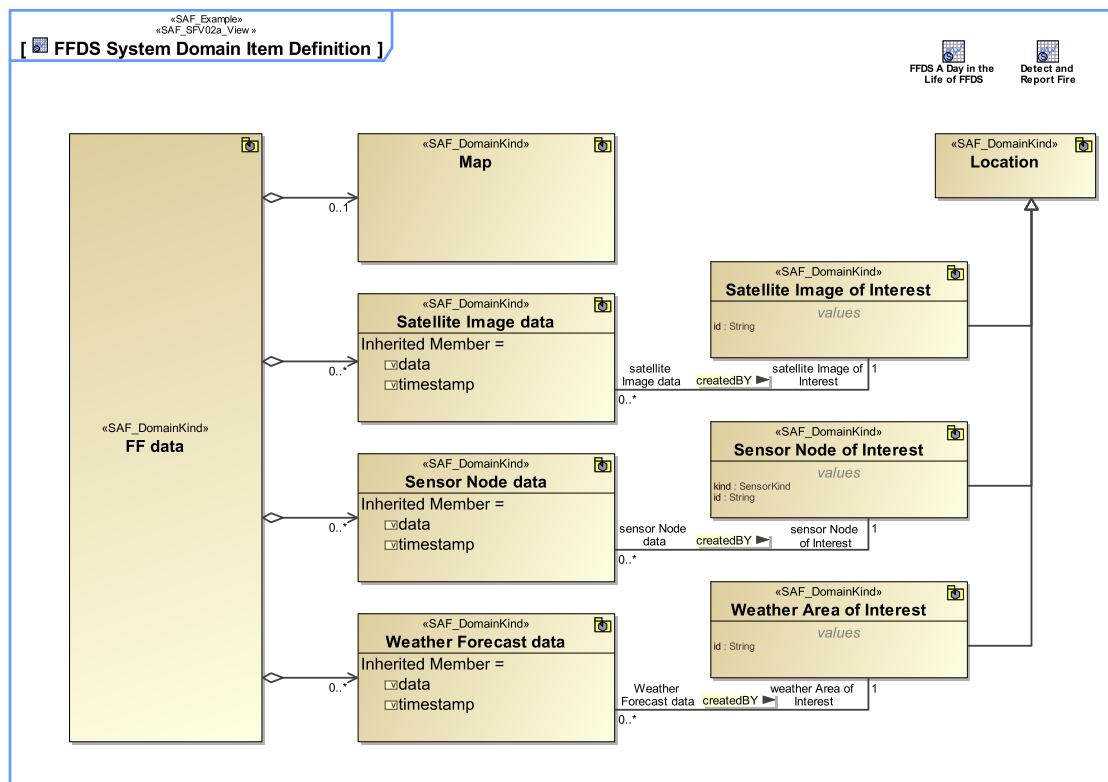 «SAF_Example»
«SAF_SFV02a_View »
[ FFDS System Domain Item Definition ]
FFDS A Day in the
Life of FFDS
Detect and
Report Fire
«SAF_DomainKind»
FF data
«SAF_DomainKind»
Map
0..1
«SAF_DomainKind»
Location
«SAF_DomainKind»
Satellite Image data
Inherited Member =
data
timestamp
0..*
«SAF_DomainKind»
Satellite Image of Interest
values
id : String
satellite
Image data
0..*
createdBY
satellite Image of
Interest
1
«SAF_DomainKind»
Sensor Node data
Inherited Member =
data
timestamp
0..*
«SAF_DomainKind»
Sensor Node of Interest
values
kind : SensorKind
id : String
sensor Node
data
0..*
createdBY
sensor Node
of Interest
1
«SAF_DomainKind»
Weather Forecast data
Inherited Member =
data
timestamp
0..*
«SAF_DomainKind»
Weather Area of Interest
values
id : String
Weather
Forecast data
0..*
createdBY
weather Area of
Interest
1